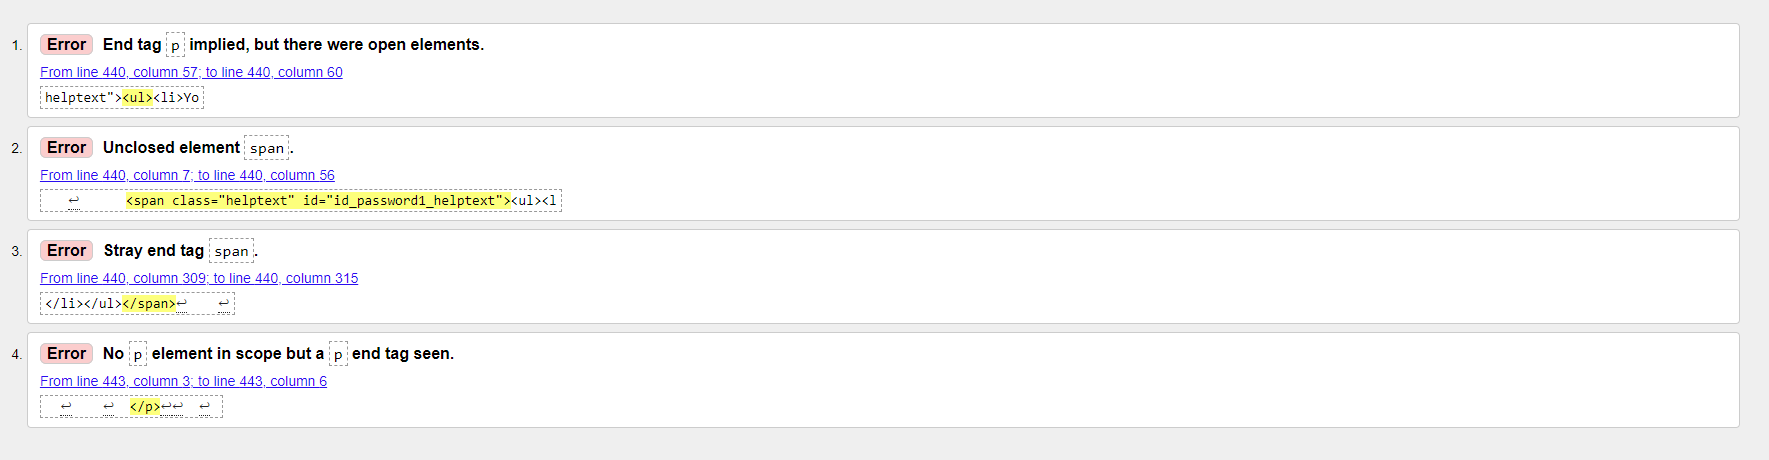 1. Error End tag p implied, but there were open elements.
From line 440, column 57; to line 440, column 60
helptext"><ul><li>Yo
2. Error Unclosed element span.
From line 440, column 7; to line 440, column 56
↩ <span class="helptext" id="id_password1_helptext"><ul><l
3. Error Stray end tag span.
From line 440, column 309; to line 440, column 315
</li></ul></span>↩ ↩
4. Error No p element in scope but a p end tag seen.
From line 443, column 3; to line 443, column 6
↩ ↩ </p>↩↩ ↩